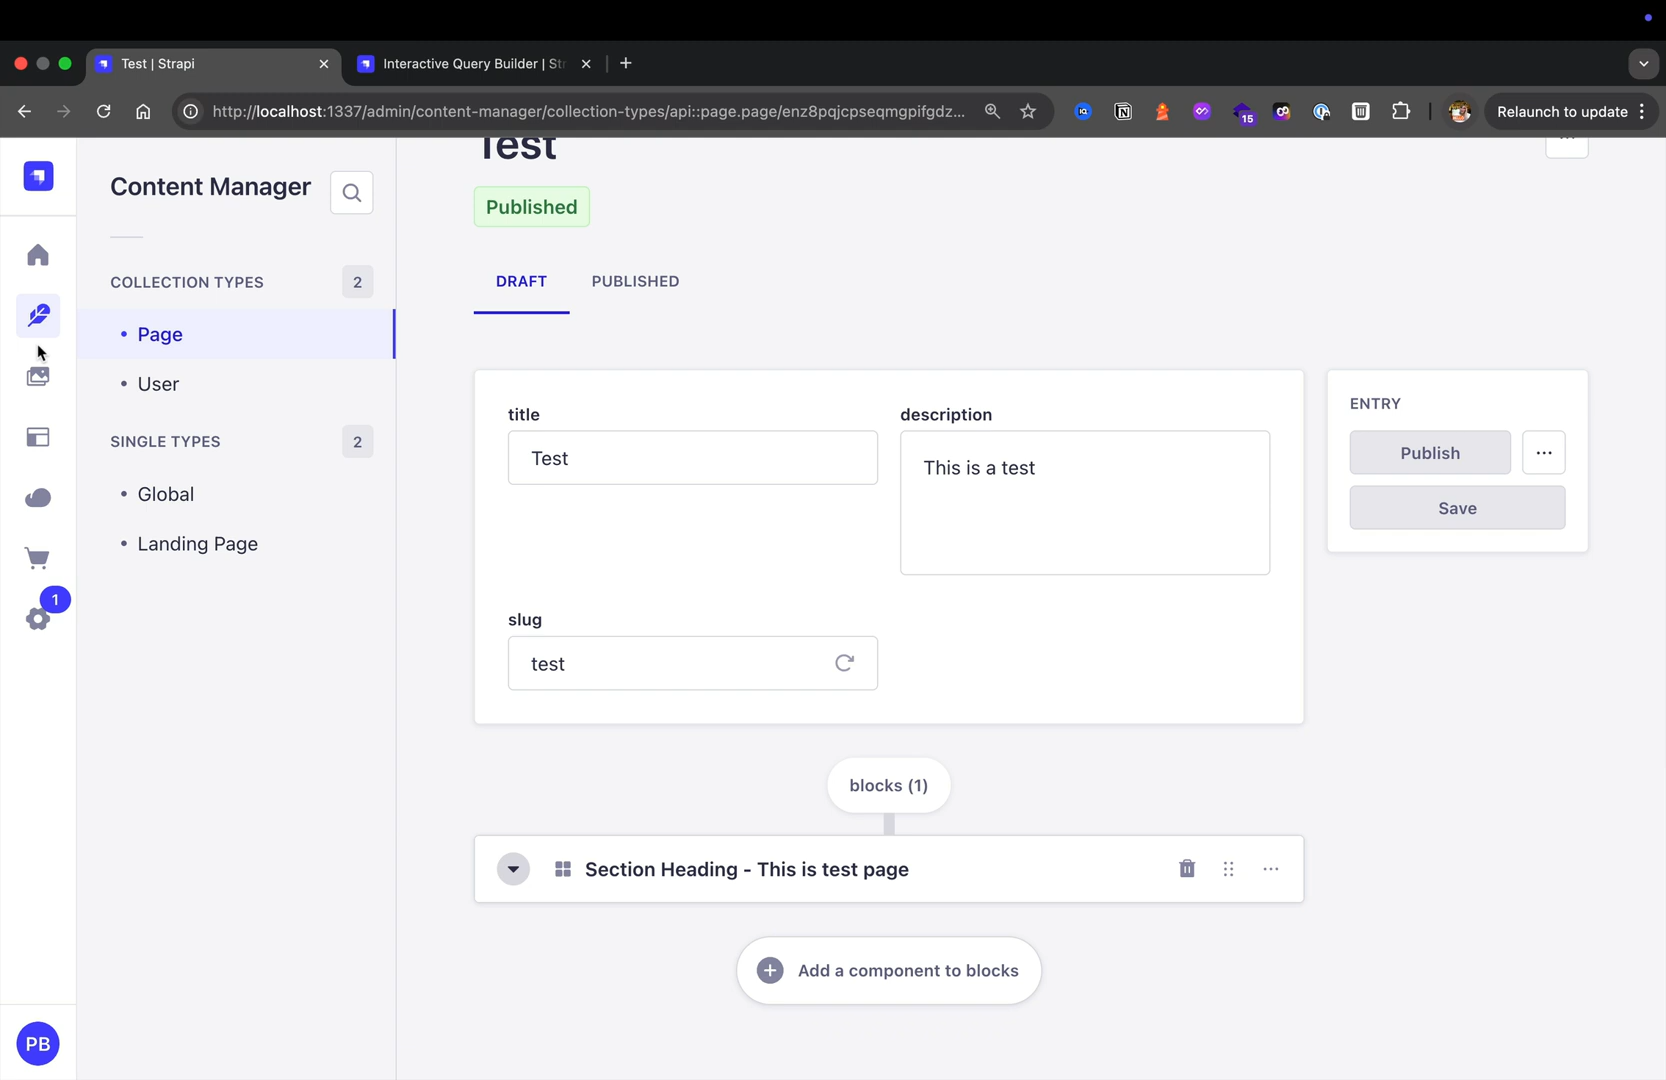 Test | Strapi
Interactive Query Builder | Str
http://localhost:1337/admin/content-manager/collection-types/api::page.page/enz8pqjcpseqmgpifgdz...
15
Relaunch to update
Content Manager
COLLECTION TYPES 2
Page
User
SINGLE TYPES 2
Global
Landing Page
1
PB
Test
Published
DRAFT PUBLISHED
title
Test
description
This is a test
slug
test
ENTRY
Publish
Save
blocks (1)
Section Heading - This is test page
Add a component to blocks